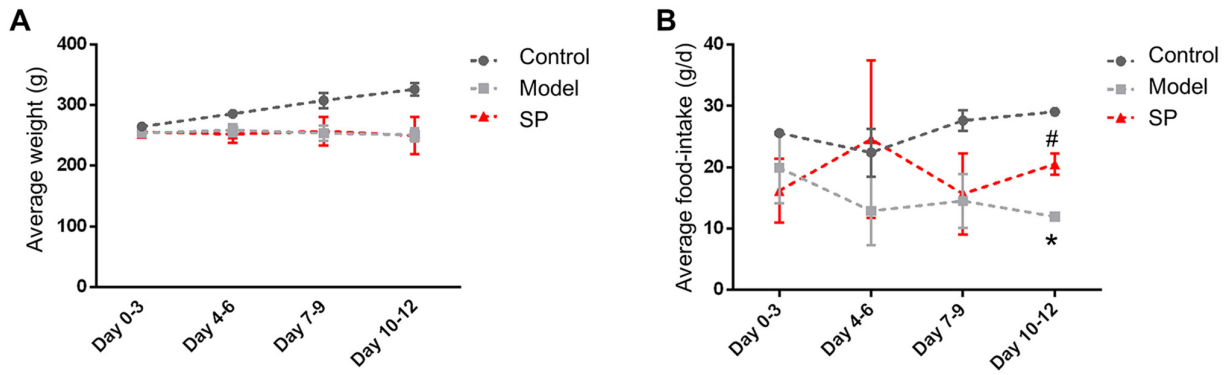 A
Average weight (g)
400
300
200
100
0
Day 0-3
Day 4-6
Day 7-9
Day 10-12
Control
Model
SP
B
Average food-intake (g/d)
40
30
20
10
0
Day 0-3
Day 4-6
Day 7-9
Day 10-12
#
*
Control
Model
SP